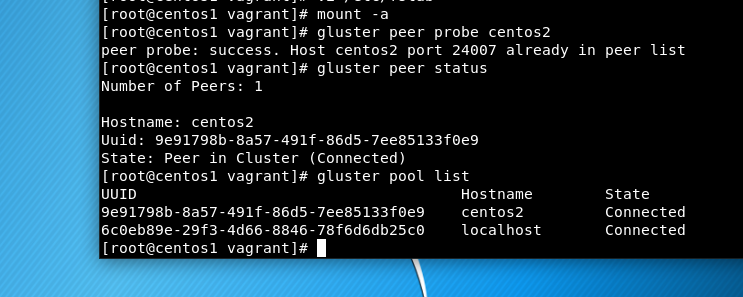 [root@centos1 vagrant]# mount -a
[root@centos1 vagrant]# gluster peer probe centos2
peer probe: success. Host centos2 port 24007 already in peer list
[root@centos1 vagrant]# gluster peer status
Number of Peers: 1
Hostname: centos2
Uuid: 9e91798b-8a57-491f-86d5-7ee85133f0e9
State: Peer in Cluster (Connected)
[root@centos1 vagrant]# gluster pool list
UUID Hostname State
9e91798b-8a57-491f-86d5-7ee85133f0e9 centos2 Connected
6c0eb89e-29f3-4d66-8846-78f6d6db25c0 localhost Connected
[root@centos1 vagrant]#